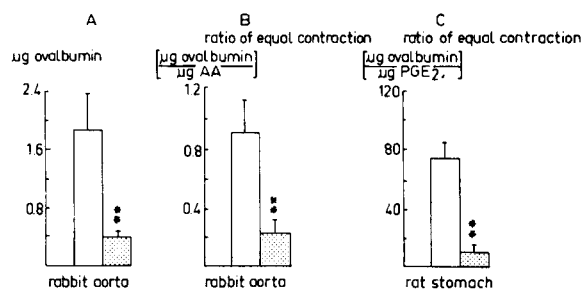 A
B
C
µg ovalbumin
ratio of equal contraction
[µg ovalbumin
µg AA]
ratio of equal contraction
[µg ovalbumin
µg PGE2.]
2.4
1.6
0.8
1.2
0.8
0.4
120
80
40
**
**
**
rabbit aorta
rabbit aorta
rat stomach